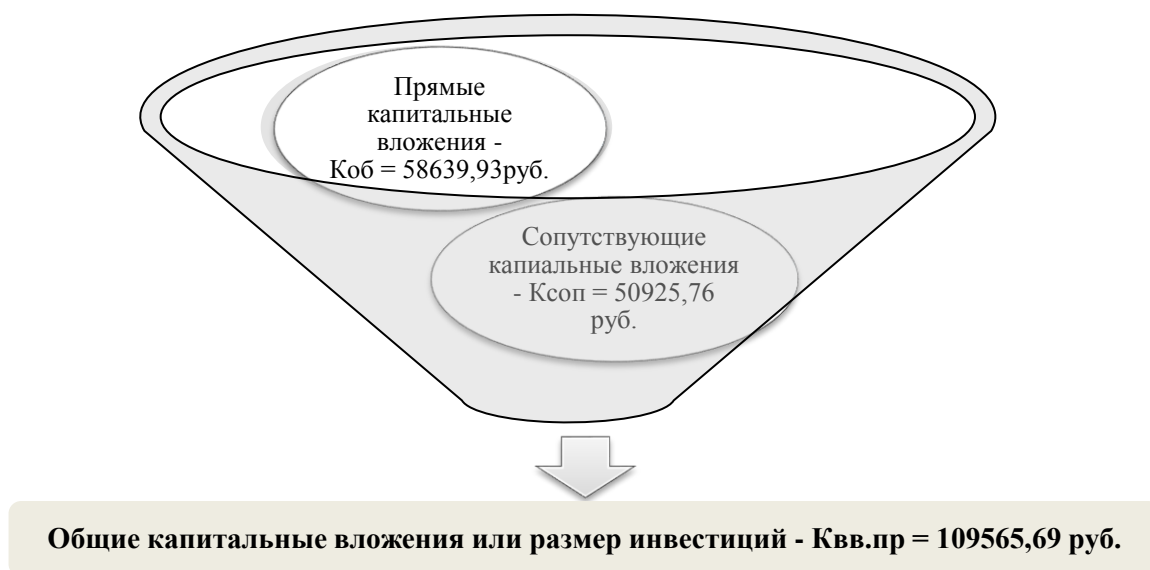 Прямые
капитальные
вложения -
Коб = 58639,93руб.
Сопутствующие
капиальные вложения
- Ксоп = 50925,76
руб.
Общие капитальные вложения или размер инвестиций - Квв.пр = 109565,69 руб.